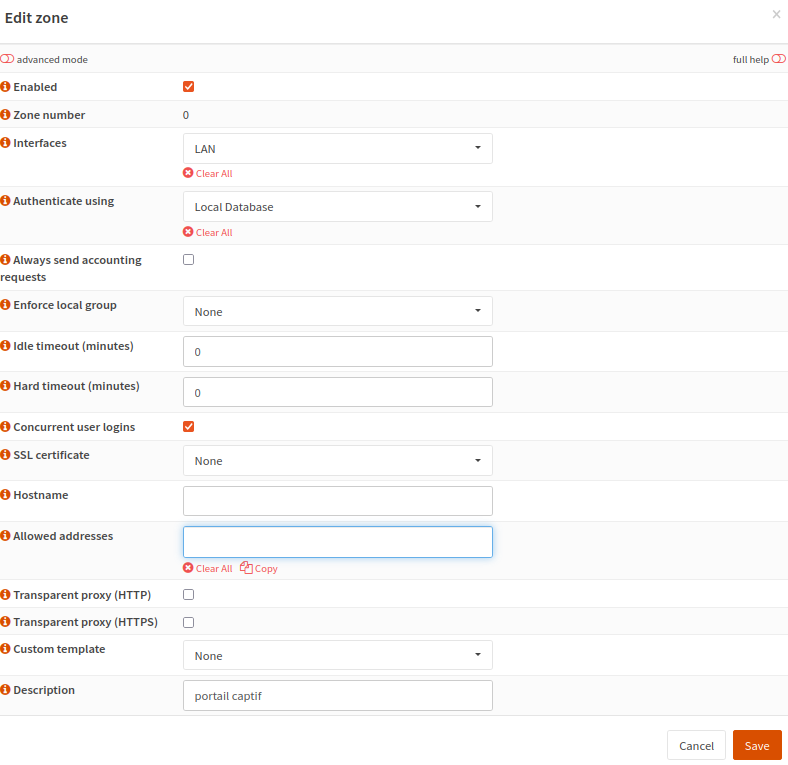 Edit zone
×
advanced mode
full help
Enabled
Zone number
0
Interfaces
LAN
Clear All
Authenticate using
Local Database
Clear All
Always send accounting
requests
Enforce local group
None
Idle timeout (minutes)
0
Hard timeout (minutes)
0
Concurrent user logins
SSL certificate
None
Hostname
Allowed addresses
Clear All Copy
Transparent proxy (HTTP)
Transparent proxy (HTTPS)
Custom template
None
Description
portail captif
Cancel
Save